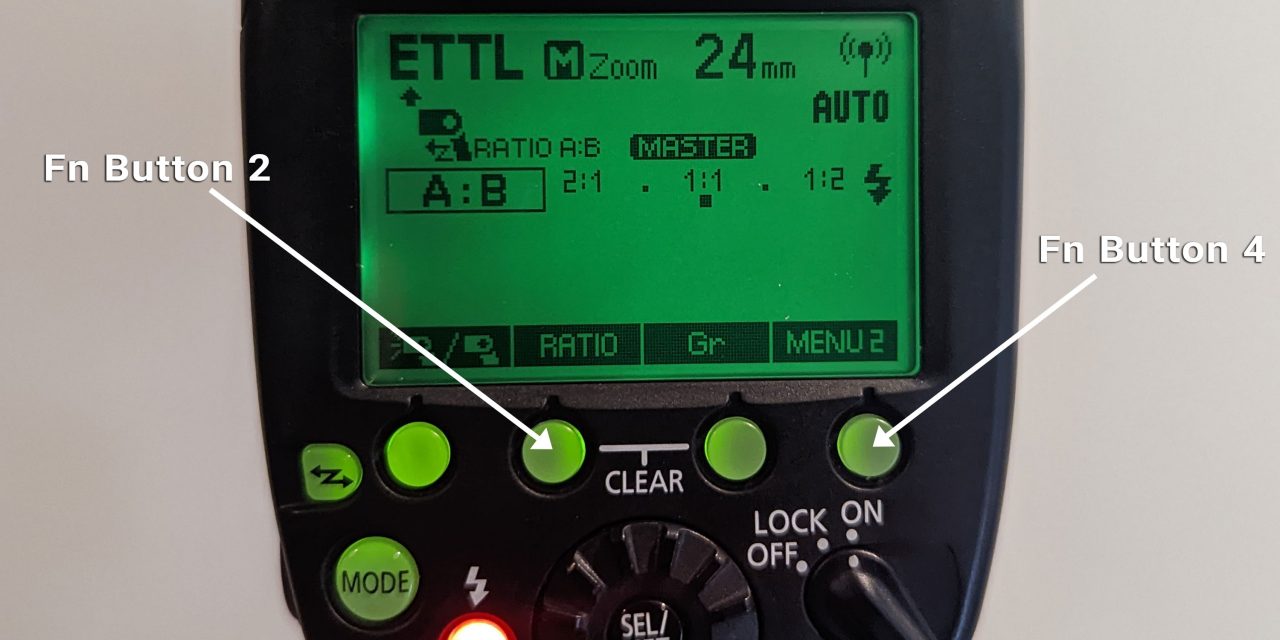 ETTL M Zoom 24mm
AUTO
RATIO A:B MASTER
A:B 2:1 . 1:1 . 1:2
Fn Button 2
Fn Button 4
/ RATIO Gr MENU 2
CLEAR
LOCK ON
OFF
MODE
SEL/